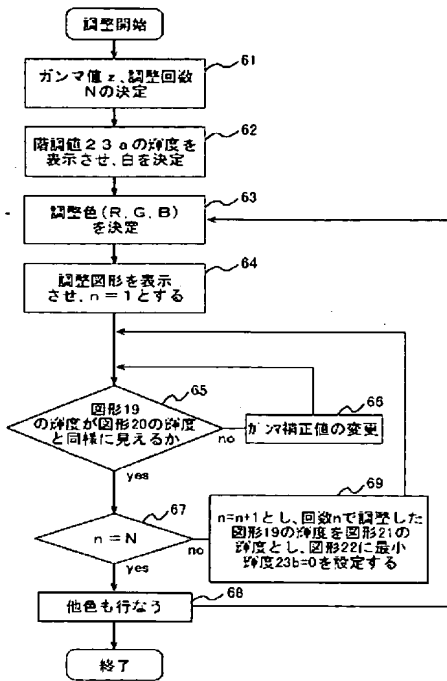 調整開始
61
ガンマ値z、調整回数
Nの決定
62
階調値23aの輝度を
表示させ、白を決定
63
調整色(R, G, B)
を決定
64
調整図形を表示
させ、n=1とする
65
図形19
の輝度が図形20の輝度
と同様に見えるか
no
66
ガンマ補正値の変更
yes
67
n=N
no
69
n=n+1とし、回数nで調整した
図形19の輝度を図形21の
輝度とし、図形22に最小
輝度23b=0を設定する
yes
68
他色も行なう
終了